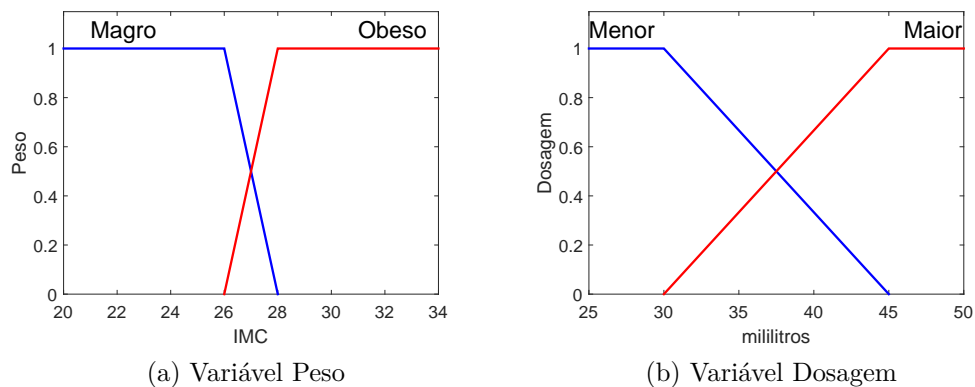 Magro
Obeso
1
0.8
0.6
0.4
0.2
0
Peso
20 22 24 26 28 30 32 34
IMC
(a) Variável Peso
Menor
Maior
1
0.8
0.6
0.4
0.2
0
Dosagem
25 30 35 40 45 50
mililitros
(b) Variável Dosagem